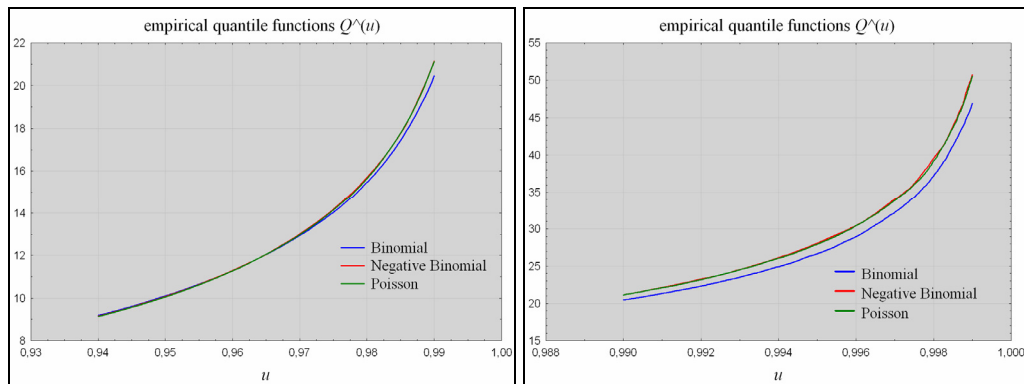 empirical quantile functions Q^(u)
22
20
18
16
14
12
10
8
0,93 0,94 0,95 0,96 0,97 0,98 0,99 1,00
u
Binomial
Negative Binomial
Poisson
empirical quantile functions Q^(u)
55
50
45
40
35
30
25
20
15
0,988 0,990 0,992 0,994 0,996 0,998 1,000
u
Binomial
Negative Binomial
Poisson